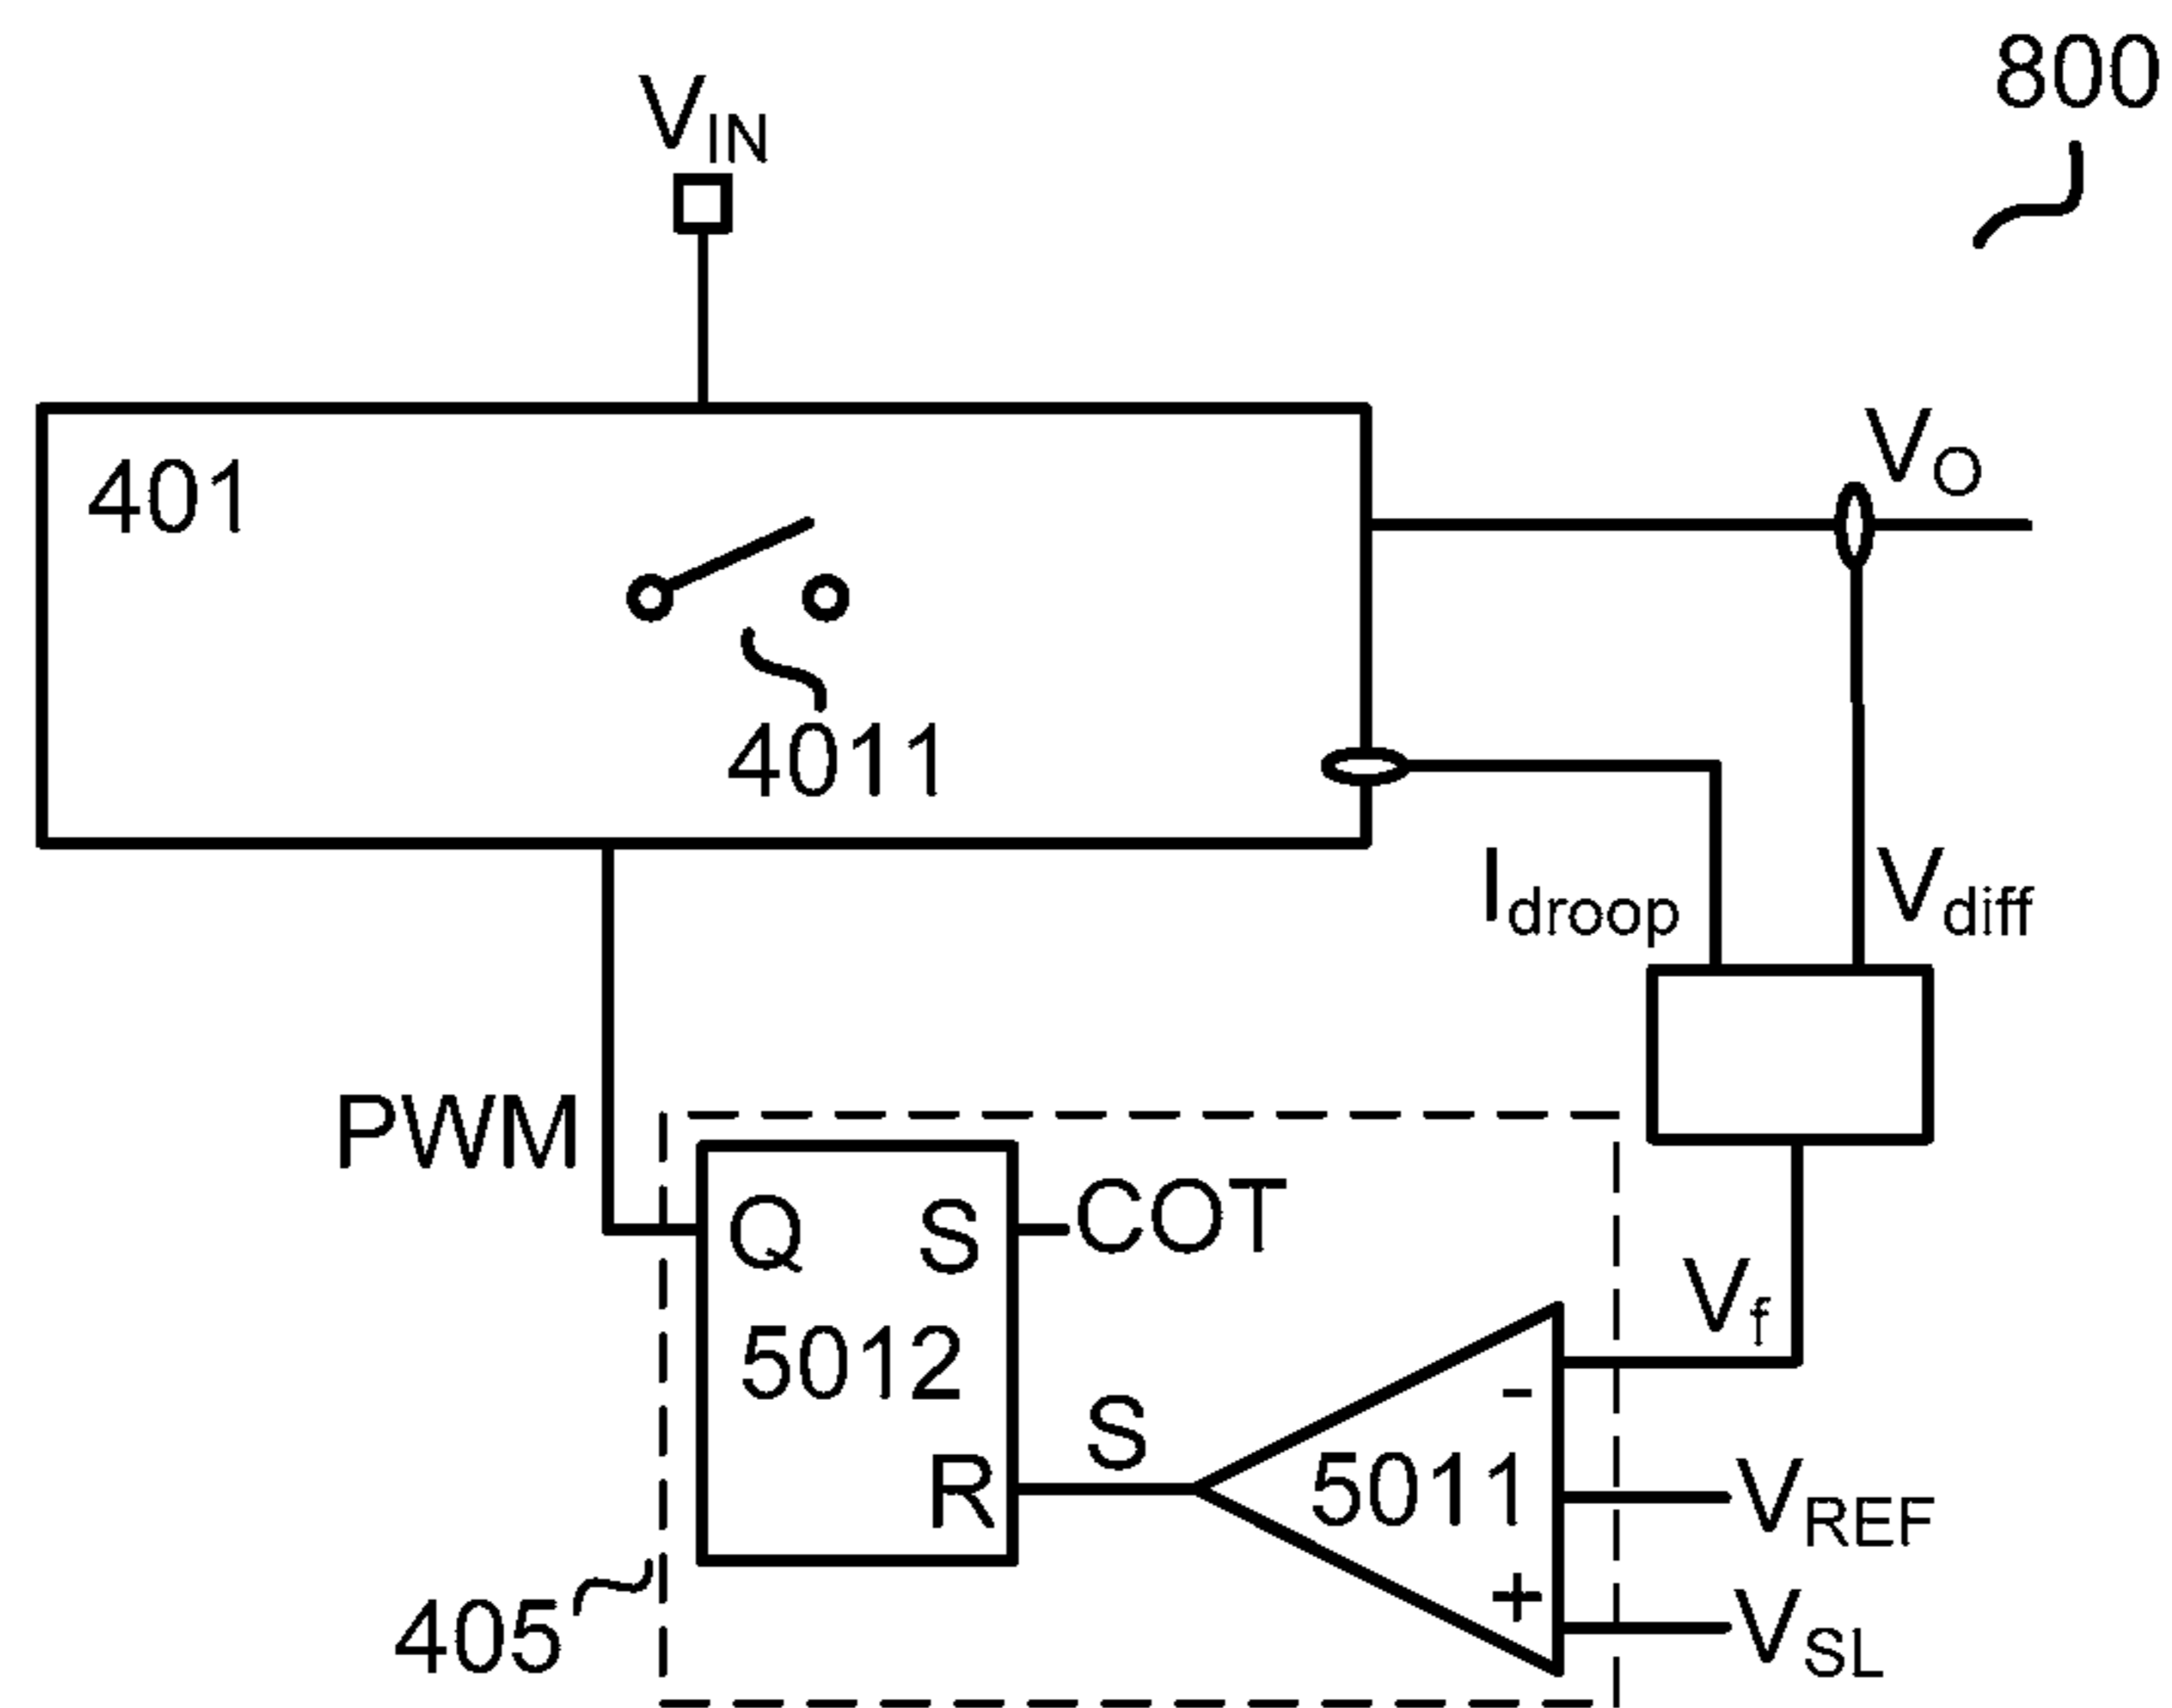 800
VIN
401
VO
4011
Idroop
Vdiff
PWM
Q
S
COT
5012
Vf
-
S
R
5011
VREF
+
405
VSL